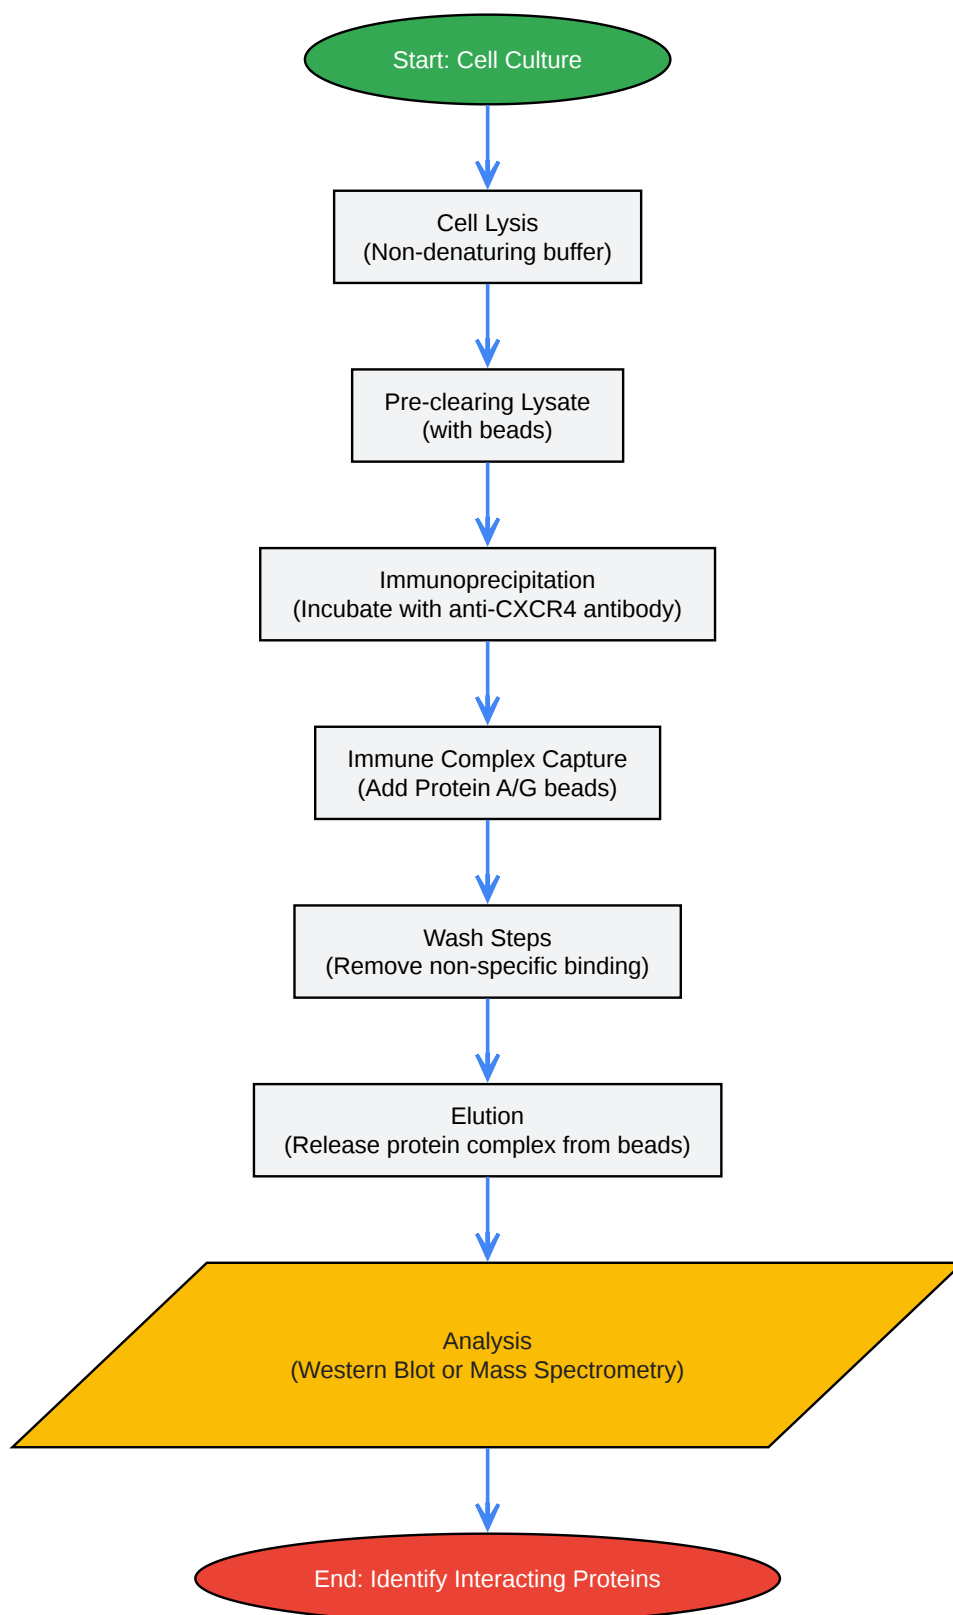 Start: Cell Culture
Cell Lysis
(Non-denaturing buffer)
Pre-clearing Lysate
(with beads)
Immunoprecipitation
(Incubate with anti-CXCR4 antibody)
Immune Complex Capture
(Add Protein A/G beads)
Wash Steps
(Remove non-specific binding)
Elution
(Release protein complex from beads)
Analysis
(Western Blot or Mass Spectrometry)
End: Identify Interacting Proteins